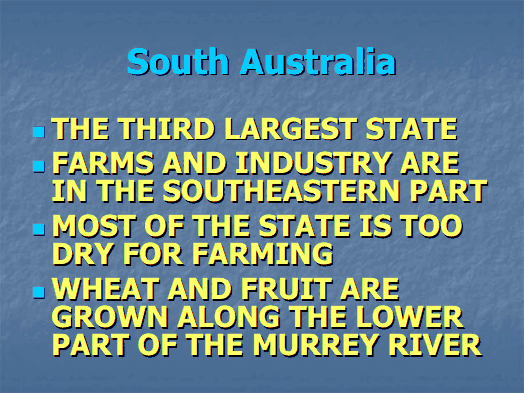 South Australia
THE THIRD LARGEST STATE
FARMS AND INDUSTRY ARE
IN THE SOUTHEASTERN PART
MOST OF THE STATE IS TOO
DRY FOR FARMING
WHEAT AND FRUIT ARE
GROWN ALONG THE LOWER
PART OF THE MURREY RIVER